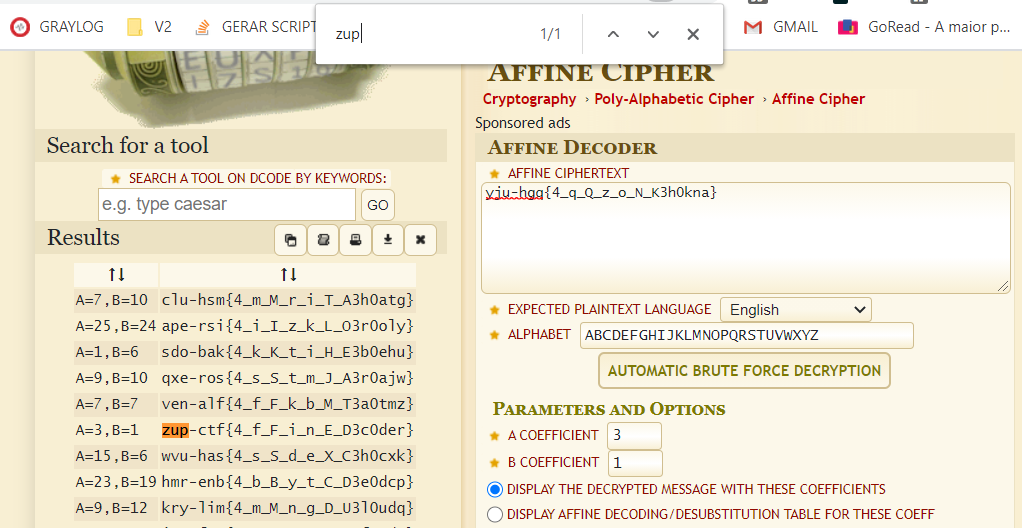 GRAYLOG
V2
GERAR SCRIPT
zup
1/1
GMAIL
GoRead - A maior p...
AFFINE CIPHER
Cryptography › Poly-Alphabetic Cipher › Affine Cipher
Sponsored ads
Search for a tool
SEARCH A TOOL ON DCODE BY KEYWORDS:
e.g. type caesar
GO
Results
A=7,B=10 clu-hsm{4_m_M_r_i_T_A3h0atg}
A=25,B=24 ape-rsi{4_i_I_z_k_L_O3r0oly}
A=1,B=6 sdo-bak{4_k_K_t_i_H_E3b0ehu}
A=9,B=10 qxe-ros{4_s_S_t_m_J_A3r0ajw}
A=7,B=7 ven-alf{4_f_F_k_b_M_T3a0tmz}
A=3,B=1 zup-ctf{4_f_F_i_n_E_D3c0der}
A=15,B=6 wvu-has{4_s_S_d_e_X_C3h0cxk}
A=23,B=19 hmr-enb{4_b_B_y_t_C_D3e0dcp}
A=9,B=12 kry-lim{4_m_M_n_g_D_U3l0udq}
AFFINE DECODER
AFFINE CIPHERTEXT
yju-hgq{4_q_Q_z_o_N_K3h0kna}
EXPECTED PLAINTEXT LANGUAGE English
ALPHABET ABCDEFGHIJKLMNOPQRSTUVWXYZ
AUTOMATIC BRUTE FORCE DECRYPTION
PARAMETERS AND OPTIONS
A COEFFICIENT 3
B COEFFICIENT 1
DISPLAY THE DECRYPTED MESSAGE WITH THESE COEFFICIENTS
DISPLAY AFFINE DECODING/DESUBSTITUTION TABLE FOR THESE COEFF